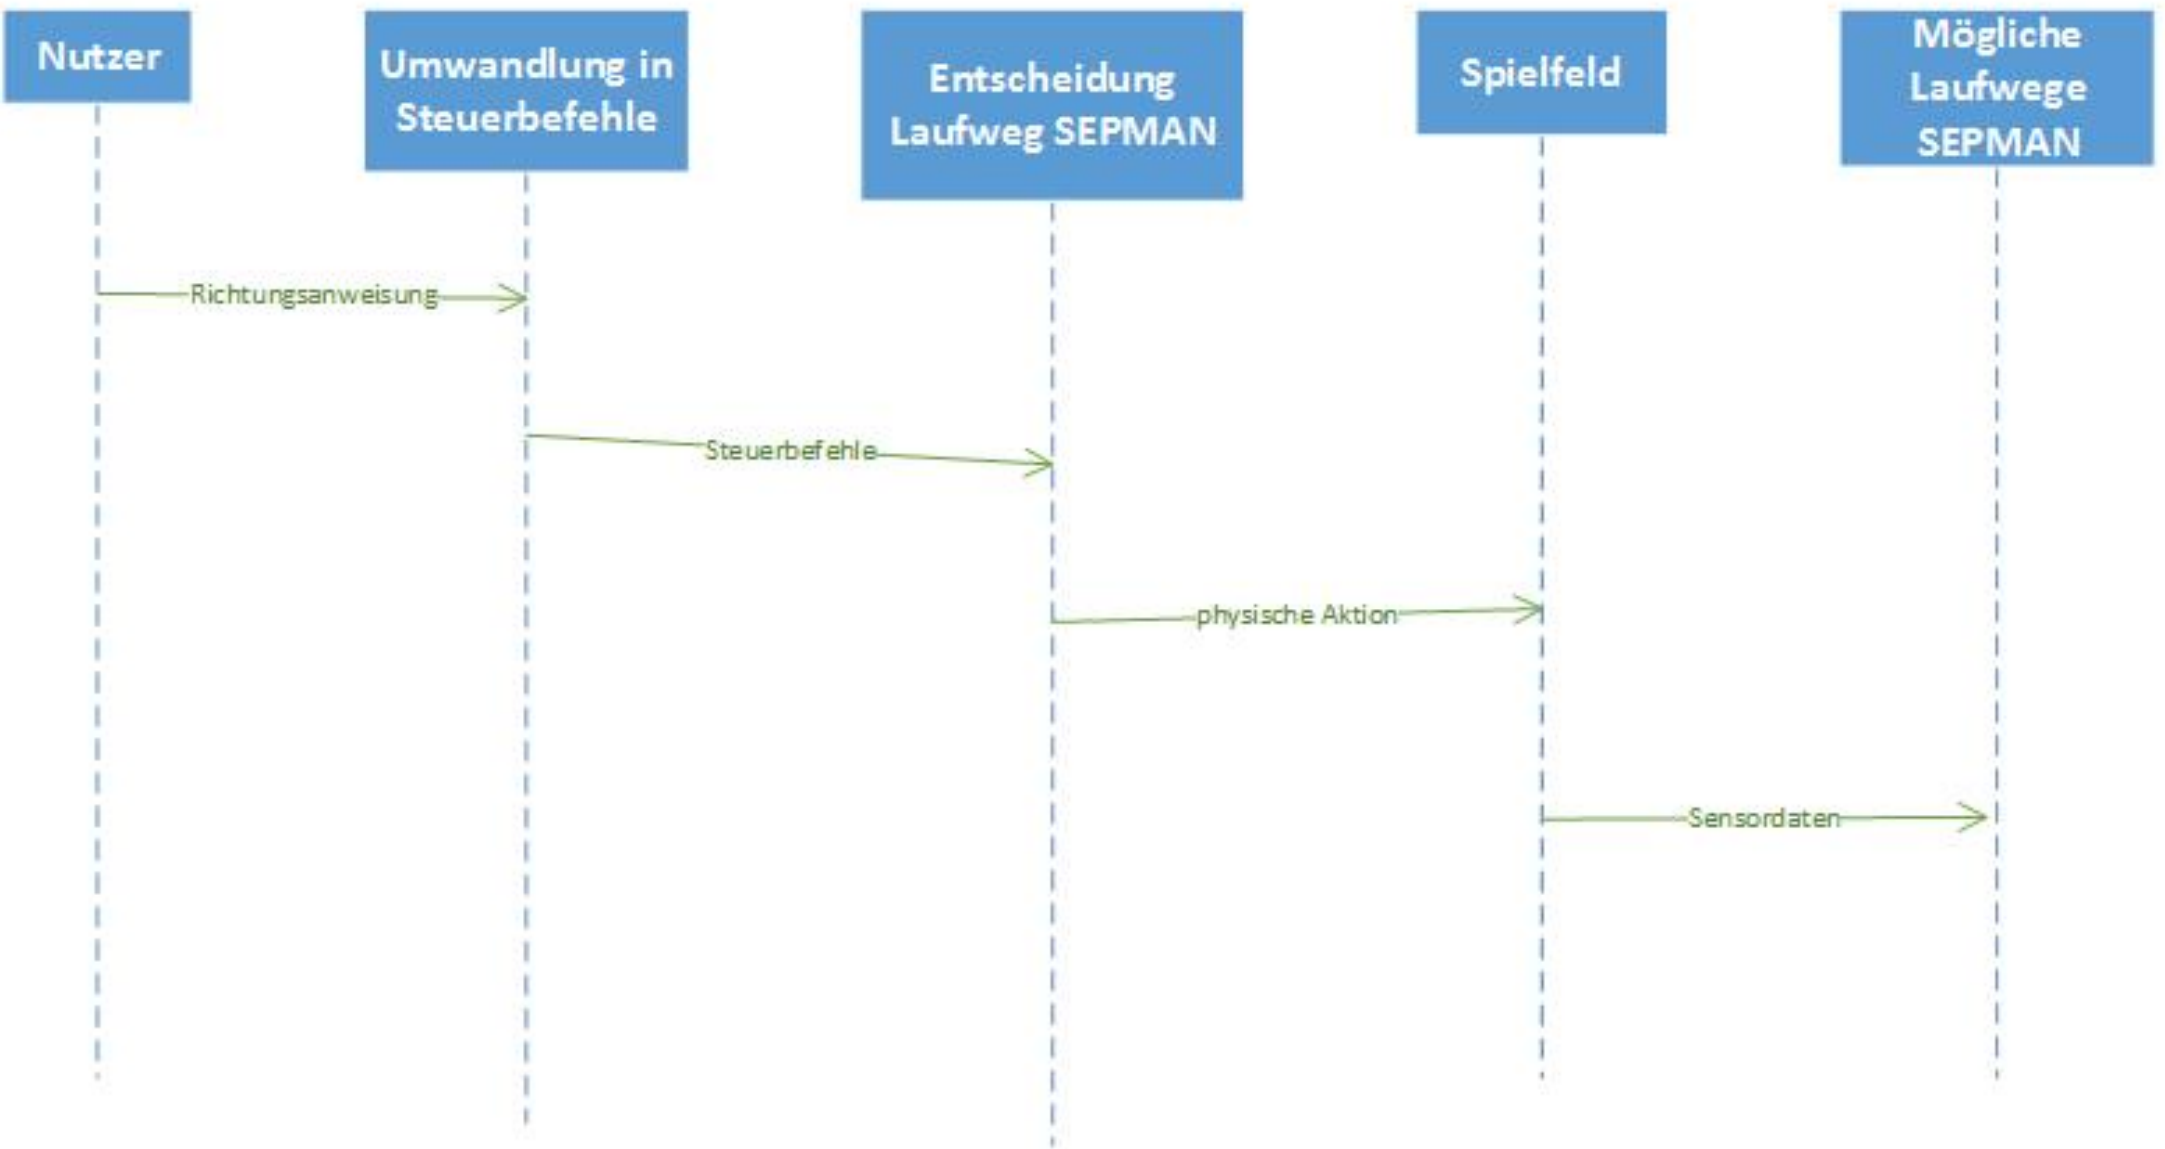 Nutzer
Umwandlung in
Steuerbefehle
Entscheidung
Laufweg SEPMAN
Spielfeld
Mögliche
Laufwege
SEPMAN
Richtungsanweisung
Steuerbefehle
physische Aktion
Sensordaten